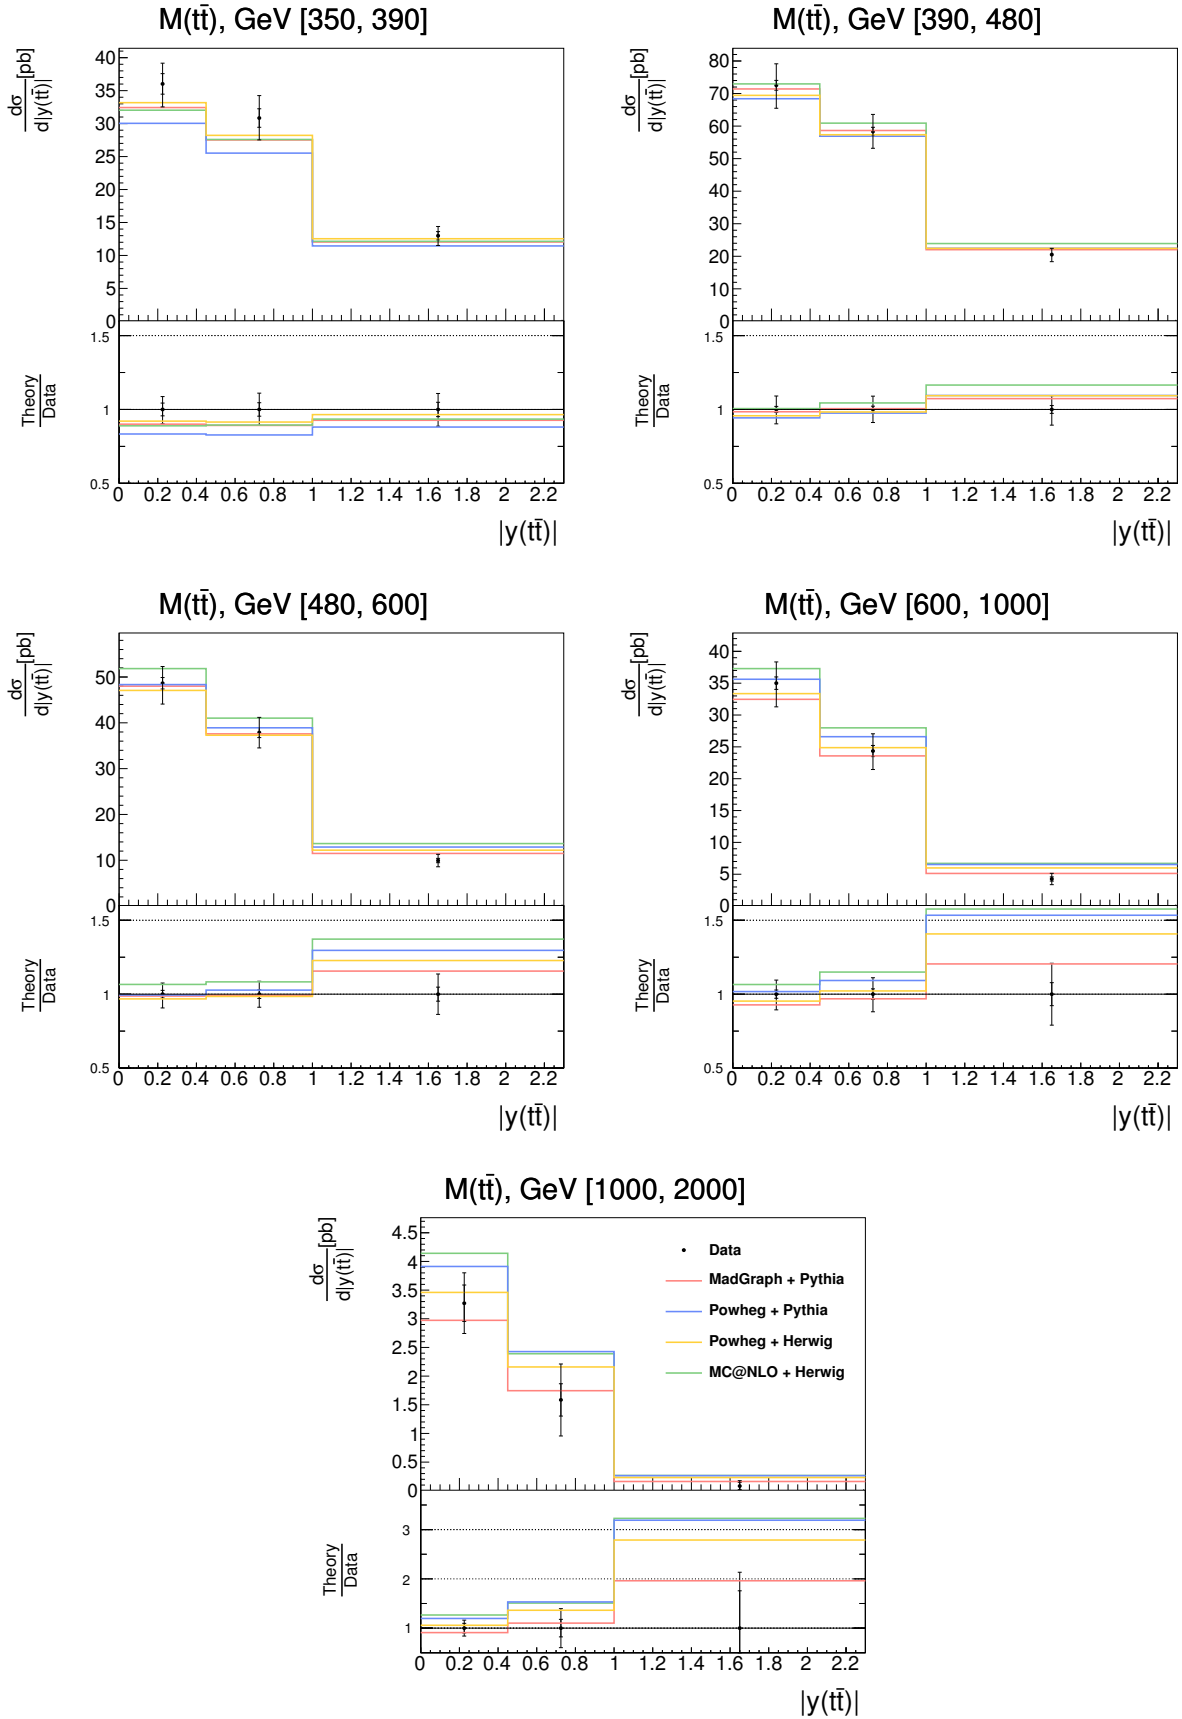 M(tt̄), GeV [350, 390]
dσ
d|y(tt̄)|
[pb]
40
35
30
25
20
15
10
5
0
1.5
1
0.5
Theory
Data
0 0.2 0.4 0.6 0.8 1 1.2 1.4 1.6 1.8 2 2.2
|y(tt̄)|
M(tt̄), GeV [390, 480]
dσ
d|y(tt̄)|
[pb]
80
70
60
50
40
30
20
10
0
1.5
1
0.5
Theory
Data
0 0.2 0.4 0.6 0.8 1 1.2 1.4 1.6 1.8 2 2.2
|y(tt̄)|
M(tt̄), GeV [480, 600]
dσ
d|y(tt̄)|
[pb]
50
40
30
20
10
0
1.5
1
0.5
Theory
Data
0 0.2 0.4 0.6 0.8 1 1.2 1.4 1.6 1.8 2 2.2
|y(tt̄)|
M(tt̄), GeV [600, 1000]
dσ
d|y(tt̄)|
[pb]
40
35
30
25
20
15
10
5
0
1.5
1
0.5
Theory
Data
0 0.2 0.4 0.6 0.8 1 1.2 1.4 1.6 1.8 2 2.2
|y(tt̄)|
M(tt̄), GeV [1000, 2000]
dσ
d|y(tt̄)|
[pb]
4.5
4
3.5
3
2.5
2
1.5
1
0.5
0
Data
MadGraph + Pythia
Powheg + Pythia
Powheg + Herwig
MC@NLO + Herwig
3
2
1
Theory
Data
0 0.2 0.4 0.6 0.8 1 1.2 1.4 1.6 1.8 2 2.2
|y(tt̄)|